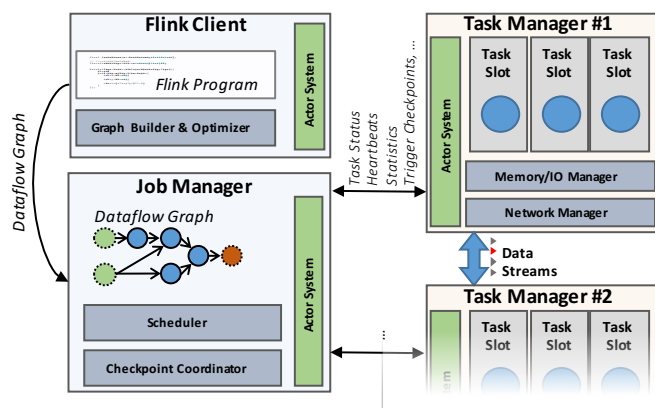 Flink Client
Flink Program
Graph Builder & Optimizer
Actor System
Dataflow Graph
Job Manager
Dataflow Graph
Scheduler
Checkpoint Coordinator
Actor System
Task Status
Heartbeats
Statistics
Trigger Checkpoints, ...
...
Task Manager #1
Actor System
Task
Slot
Task
Slot
Task
Slot
Memory/IO Manager
Network Manager
Data
Streams
Task Manager #2
Task
Slot
Task
Slot
Task
Slot